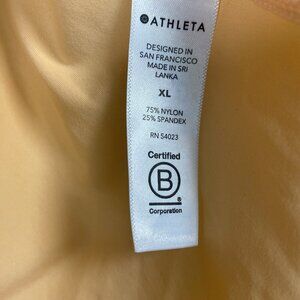 ATHLETA
DESIGNED IN
SAN FRANCISCO
MADE IN SRI
LANKA
XL
75% NYLON
25% SPANDEX
RN 54023
Certified
B
®
Corporation